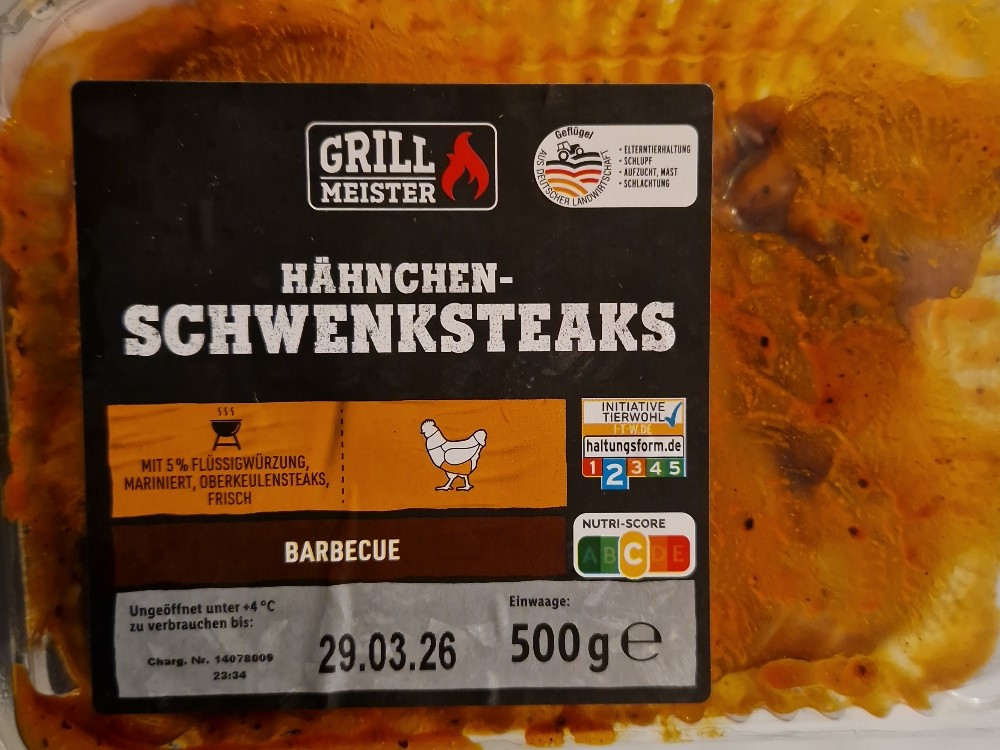 GRILL
MEISTER
Geflügel
AUS DEUTSCHER LANDWIRTSCHAFT
• ELTERNTIERHALTUNG
• SCHLUPF
• AUFZUCHT, MAST
• SCHLACHTUNG
HÄHNCHEN-
SCHWENKSTEAKS
MIT 5 % FLÜSSIGWÜRZUNG,
MARINIERT, OBERKEULENSTEAKS,
FRISCH
INITIATIVE
TIERWOHL
I-T-W.DE
haltungsform.de
1 2 3 4 5
BARBECUE
NUTRI-SCORE
A B C D E
Ungeöffnet unter +4 °C
zu verbrauchen bis:
Charg. Nr. 14078009
23:34
29.03.26
Einwaage:
500 g ℮